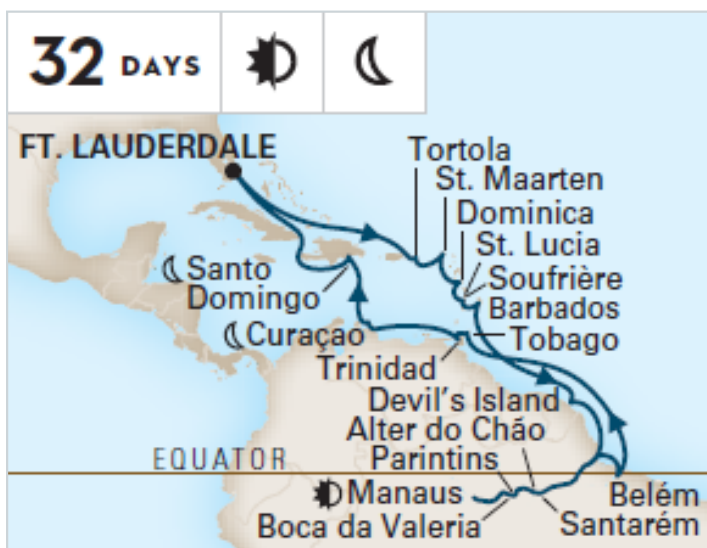 32 DAYS
FT. LAUDERDALE
Tortola
St. Maarten
Dominica
St. Lucia
Soufrière
Barbados
Tobago
Santo
Domingo
Curaçao
Trinidad
Devil's Island
Alter do Chão
EQUATOR
Parintins
Manaus
Boca da Valeria
Belém
Santarém